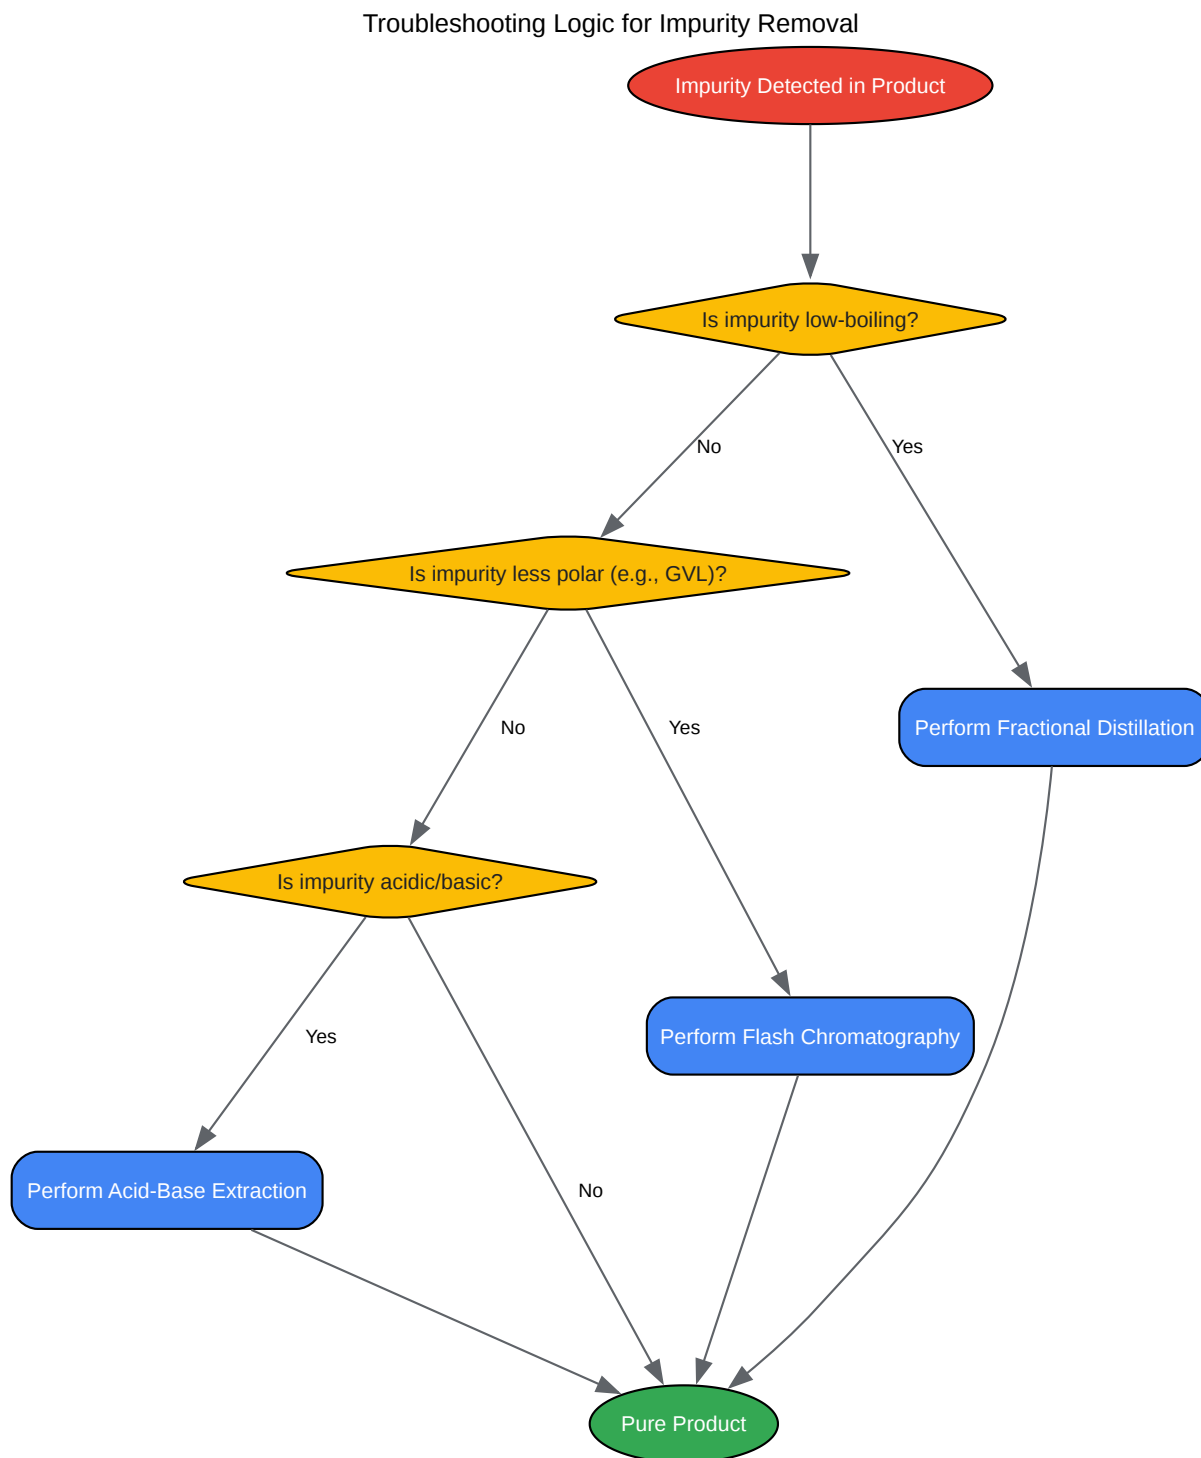 Troubleshooting Logic for Impurity Removal
Impurity Detected in Product
Is impurity low-boiling?
No
Yes
Is impurity less polar (e.g., GVL)?
No
Yes
Perform Fractional Distillation
Is impurity acidic/basic?
Yes
Perform Flash Chromatography
Perform Acid-Base Extraction
No
Pure Product